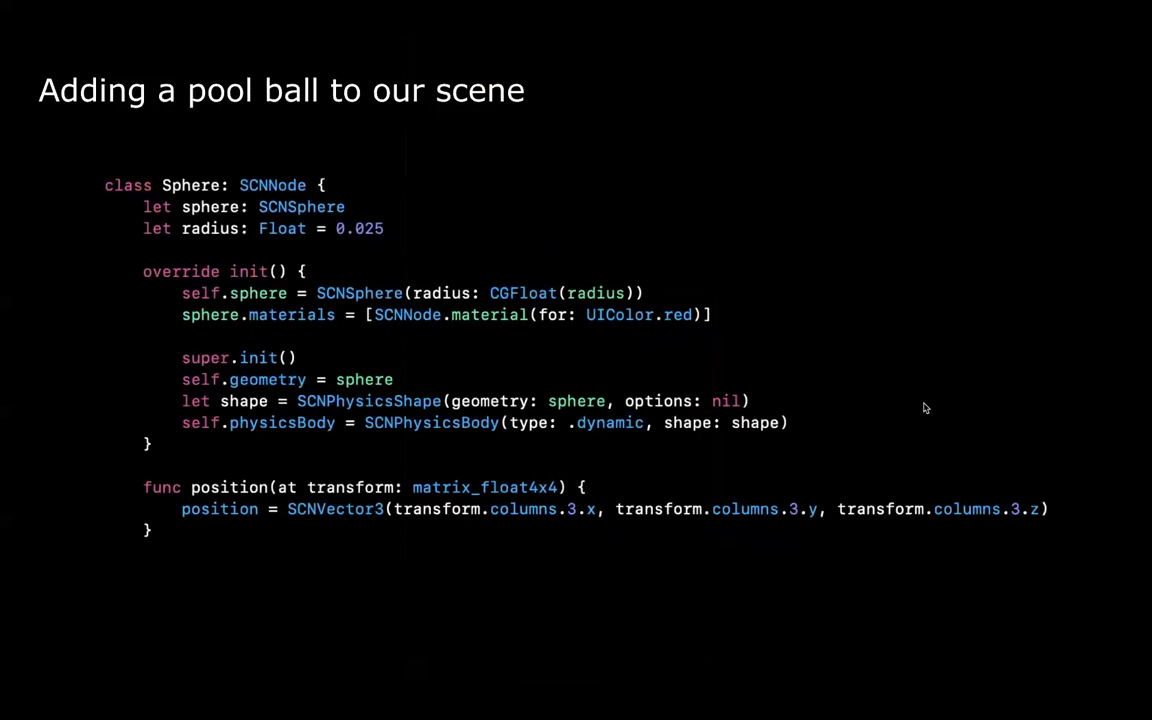 Adding a pool ball to our scene
class Sphere: SCNNode {
    let sphere: SCNSphere
    let radius: Float = 0.025
    override init() {
        self.sphere = SCNSphere(radius: CGFloat(radius))
        sphere.materials = [SCNNode.material(for: UIColor.red)]
        super.init()
        self.geometry = sphere
        let shape = SCNPhysicsShape(geometry: sphere, options: nil)
        self.physicsBody = SCNPhysicsBody(type: .dynamic, shape: shape)
    }
    func position(at transform: matrix_float4x4) {
        position = SCNVector3(transform.columns.3.x, transform.columns.3.y, transform.columns.3.z)
    }